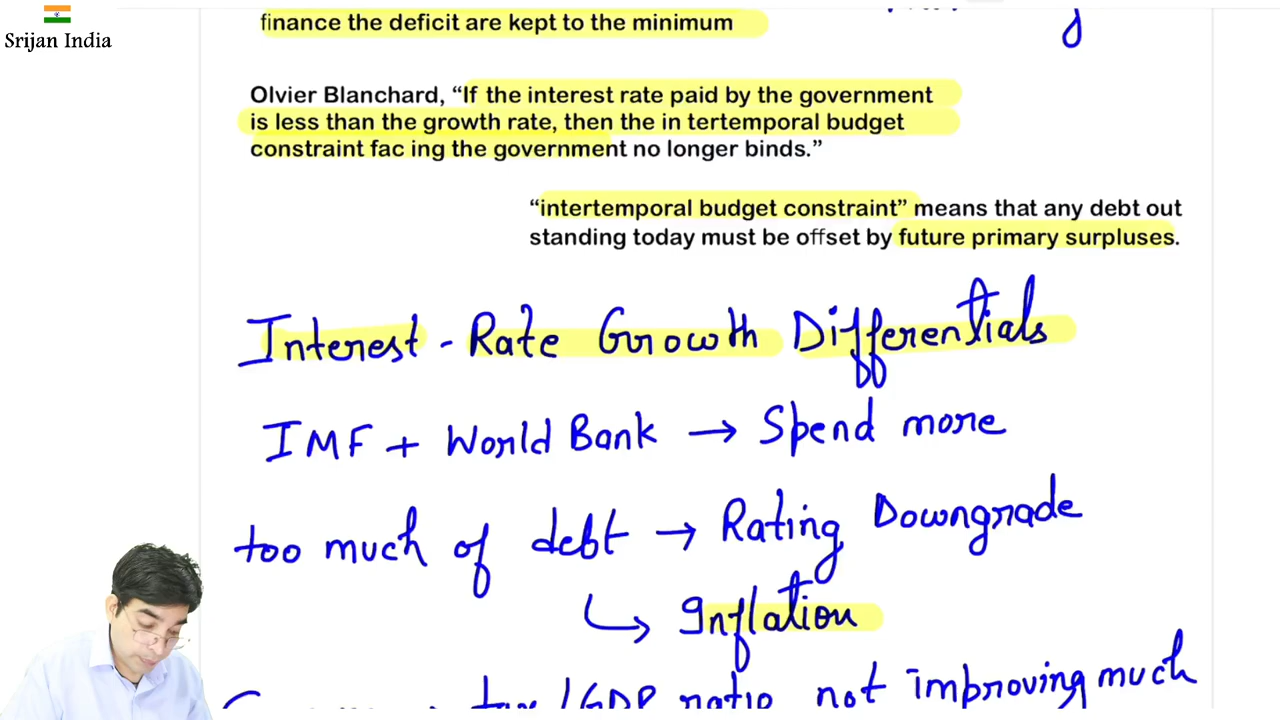 Srijan India
finance the deficit are kept to the minimum
Olvier Blanchard, “If the interest rate paid by the government
is less than the growth rate, then the in tertemporal budget
constraint fac ing the government no longer binds.”
“intertemporal budget constraint” means that any debt out
standing today must be offset by future primary surpluses.
Interest - Rate Growth Differentials
IMF + World Bank → Spend more
too much of debt → Rating Downgrade
↳ Inflation
tax / GDP ratio not improving much